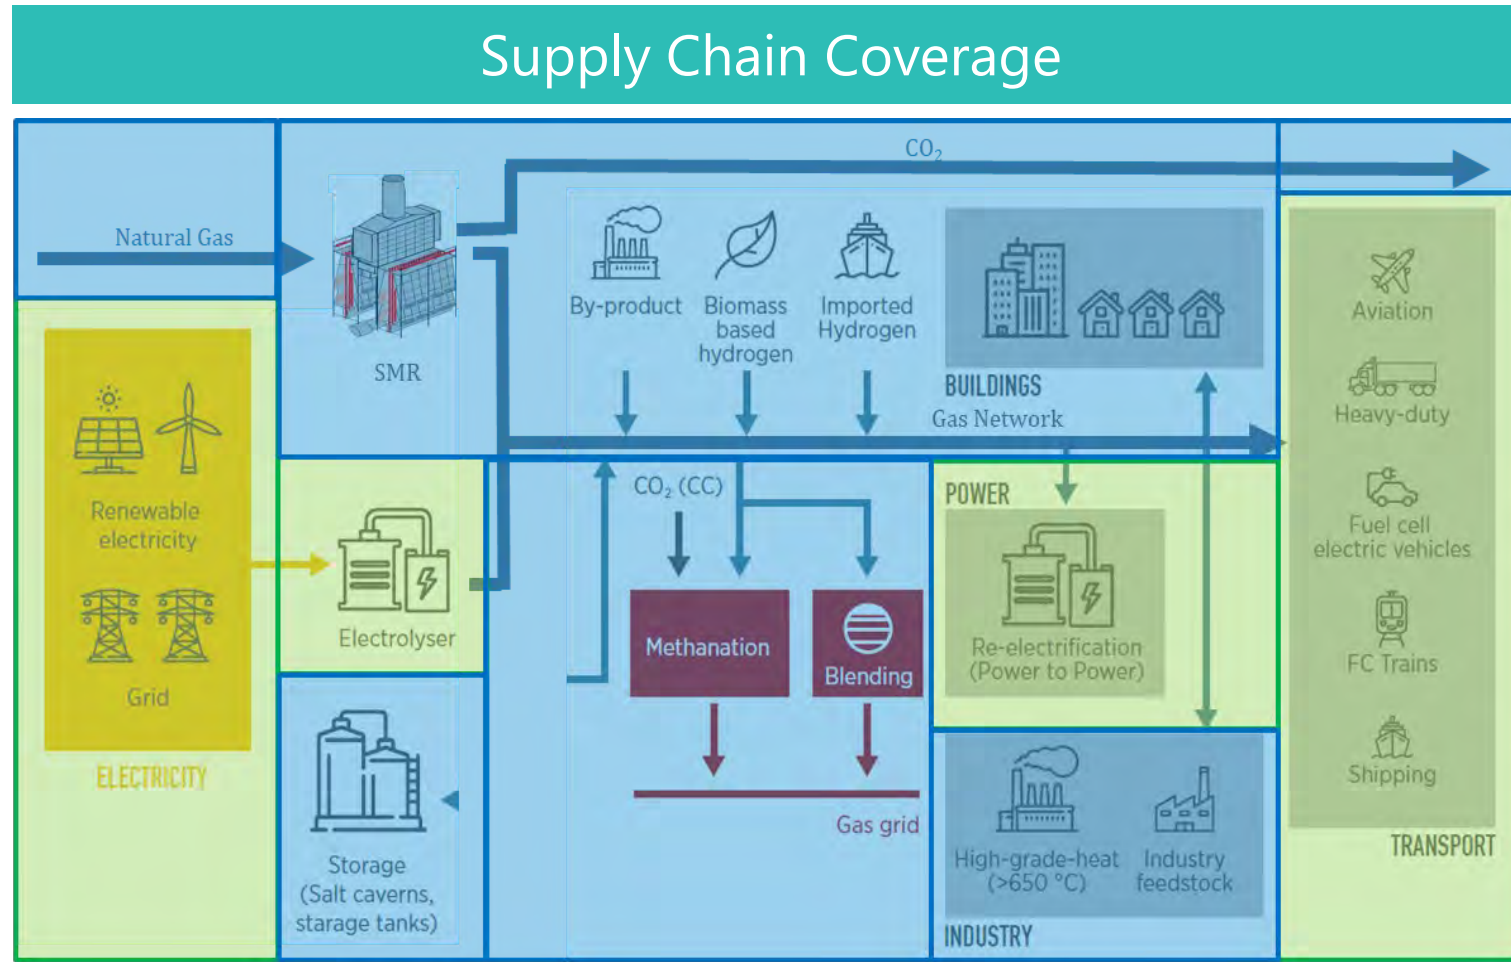 Supply Chain Coverage
CO₂
Natural Gas
SMR
By-product
Biomass
based
hydrogen
Imported
Hydrogen
BUILDINGS
Gas Network
Aviation
Heavy-duty
Fuel cell
electric vehicles
FC Trains
Shipping
TRANSPORT
Renewable
electricity
Grid
ELECTRICITY
Electrolyser
CO₂ (CC)
Methanation
Blending
Gas grid
POWER
Re-electrification
(Power to Power)
Storage
(Salt caverns,
starage tanks)
High-grade-heat
(>650 °C)
Industry
feedstock
INDUSTRY